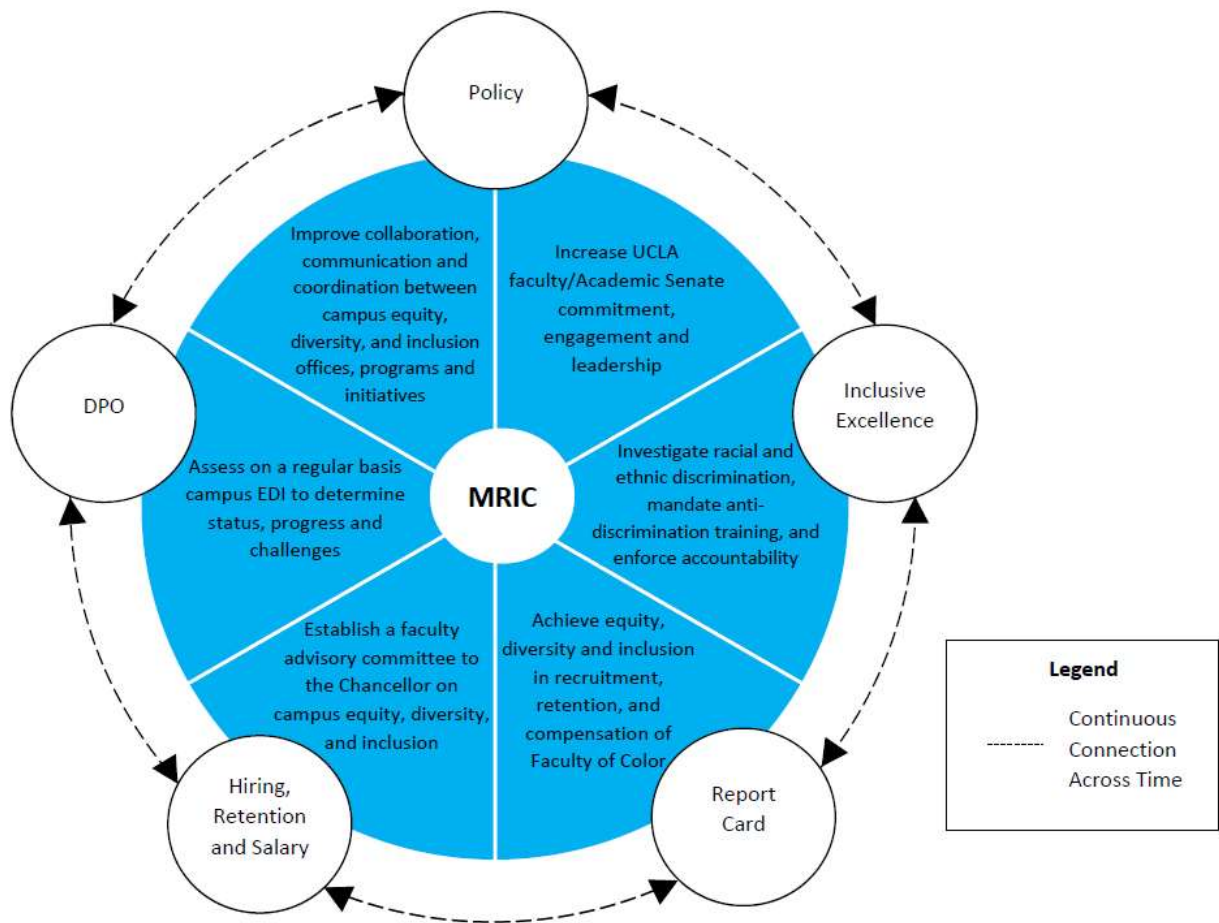 Policy
Improve collaboration,
communication and
coordination between
campus equity,
diversity, and inclusion
offices, programs and
initiatives
Increase UCLA
faculty/Academic Senate
commitment,
engagement and
leadership
DPO
Inclusive
Excellence
Assess on a regular basis
campus EDI to determine
status, progress and
challenges
MRIC
Investigate racial and
ethnic discrimination,
mandate anti-
discrimination training, and
enforce accountability
Establish a faculty
advisory committee to
the Chancellor on
campus equity, diversity,
and inclusion
Achieve equity,
diversity and inclusion
in recruitment,
retention, and
compensation of
Faculty of Color
Hiring,
Retention
and Salary
Report
Card
Legend
Continuous
Connection
Across Time